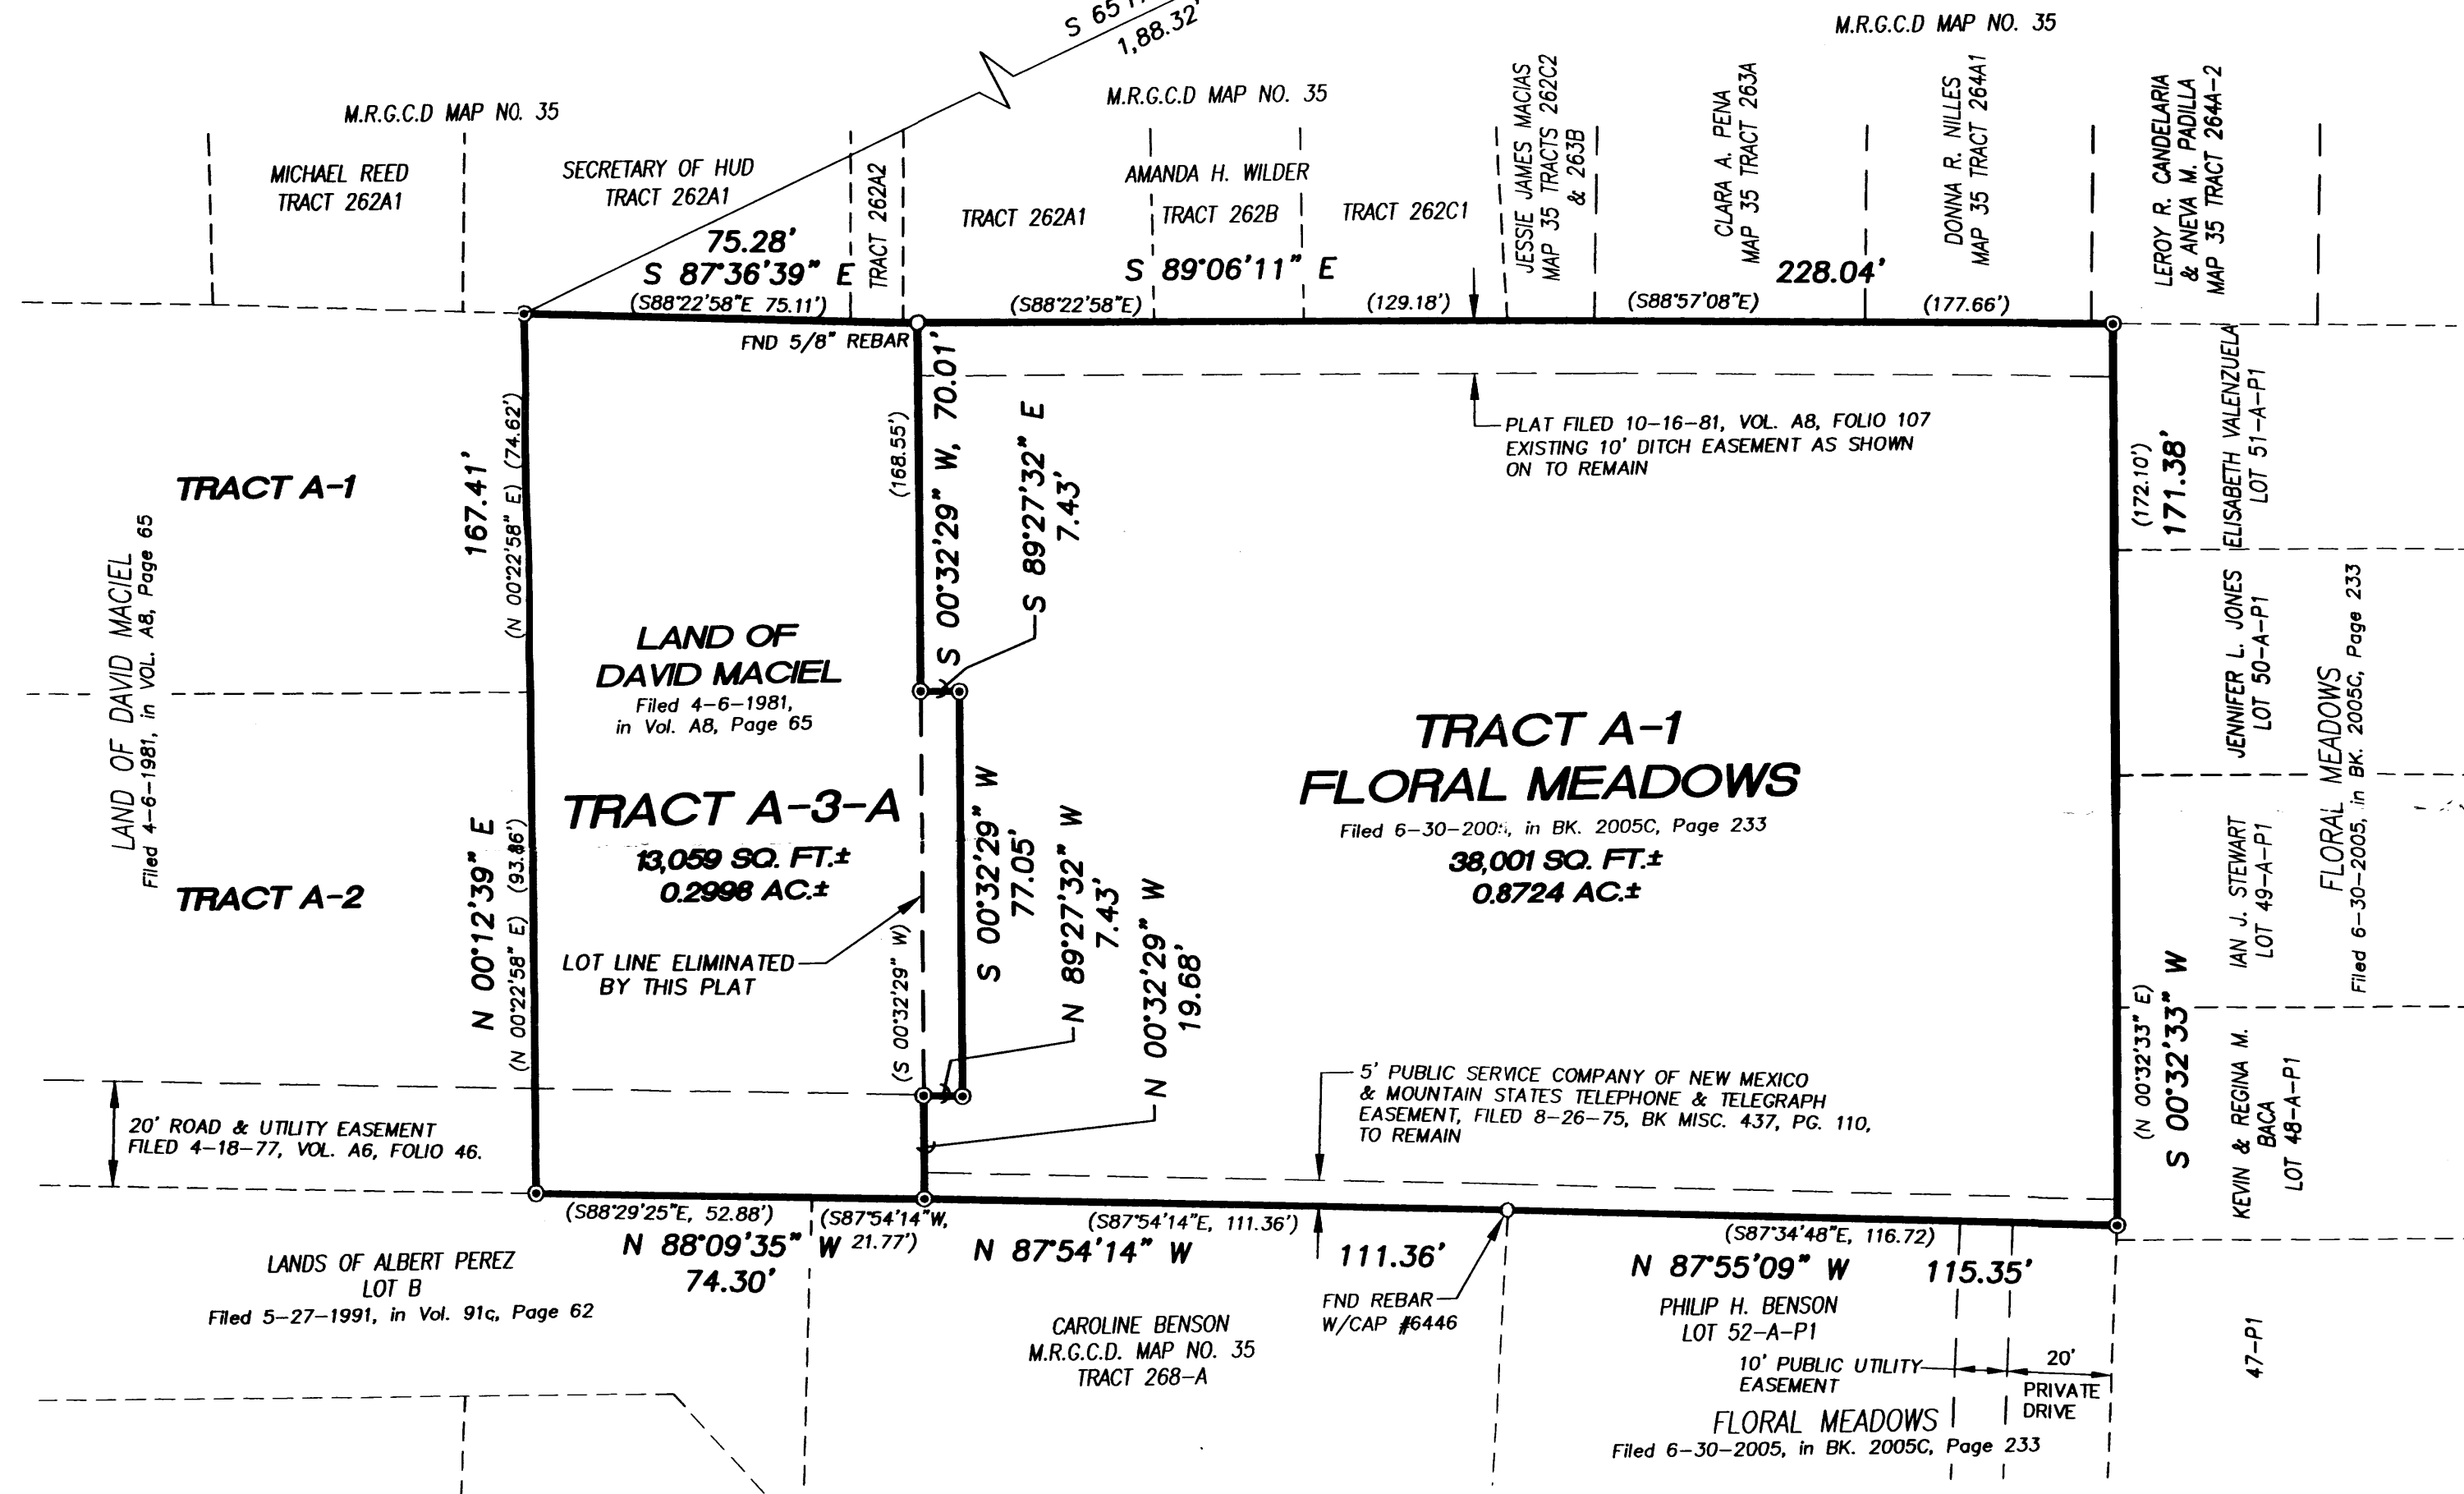 S 65
1,88.32'
M.R.G.C.D MAP NO. 35
M.R.G.C.D MAP NO. 35
M.R.G.C.D MAP NO. 35
MICHAEL REED
TRACT 262A1
SECRETARY OF HUD
TRACT 262A1
TRACT 262A2
AMANDA H. WILDER
TRACT 262A1
TRACT 262B
TRACT 262C1
JESSIE JAMES MACIAS
MAP 35 TRACTS 262C2
& 263B
CLARA A. PENA
MAP 35 TRACT 263A
DONNA R. NILLES
MAP 35 TRACT 264A1
LEROY R. CANDELARIA
& ANEVA M. PADILLA
MAP 35 TRACT 264A-2
75.28'
S 87°36'39" E
(S88°22'58"E 75.11')
S 89°06'11" E
228.04'
(S88°22'58"E)
(129.18')
(S88°57'08"E)
(177.66')
FND 5/8" REBAR
PLAT FILED 10-16-81, VOL. A8, FOLIO 107
EXISTING 10' DITCH EASEMENT AS SHOWN
ON TO REMAIN
TRACT A-1
LAND OF DAVID MACIEL
Filed 4-6-1981, in VOL. A8, Page 65
TRACT A-2
167.41'
(N 00°22'58" E) (74.62')
N 00°12'39" E
(N 00°22'58" E) (93.86')
LAND OF
DAVID MACIEL
Filed 4-6-1981,
in Vol. A8, Page 65
TRACT A-3-A
13,059 SQ. FT.±
0.2998 AC.±
LOT LINE ELIMINATED
BY THIS PLAT
(168.55')
S 00°32'29" W, 70.01'
S 89°27'32" E
7.43'
(S 00°32'29" W)
S 00°32'29" W
77.05'
N 89°27'32" W
7.43'
N 00°32'29" W
19.68'
TRACT A-1
FLORAL MEADOWS
Filed 6-30-200, in BK. 2005C, Page 233
38,001 SQ. FT.±
0.8724 AC.±
(172.10')
171.38'
(N 00°32'33" E)
S 00°32'33" W
ELISABETH VALENZUELA
LOT 51-A-P1
JENNIFER L. JONES
LOT 50-A-P1
IAN J. STEWART
LOT 49-A-P1
KEVIN & REGINA M.
BACA
LOT 48-A-P1
FLORAL MEADOWS
Filed 6-30-2005, in BK. 2005C, Page 233
20' ROAD & UTILITY EASEMENT
FILED 4-18-77, VOL. A6, FOLIO 46.
5' PUBLIC SERVICE COMPANY OF NEW MEXICO
& MOUNTAIN STATES TELEPHONE & TELEGRAPH
EASEMENT, FILED 8-26-75, BK MISC. 437, PG. 110,
TO REMAIN
(S88°29'25"E, 52.88')
(S87°54'14"W,
21.77')
N 88°09'35" W
74.30'
(S87°54'14"E, 111.36')
N 87°54'14" W
111.36'
(S87°34'48"E, 116.72)
N 87°55'09" W
115.35'
LANDS OF ALBERT PEREZ
LOT B
Filed 5-27-1991, in Vol. 91c, Page 62
CAROLINE BENSON
M.R.G.C.D. MAP NO. 35
TRACT 268-A
FND REBAR
W/CAP #6446
PHILIP H. BENSON
LOT 52-A-P1
10' PUBLIC UTILITY
EASEMENT
20'
PRIVATE
DRIVE
FLORAL MEADOWS
Filed 6-30-2005, in BK. 2005C, Page 233
47-P1